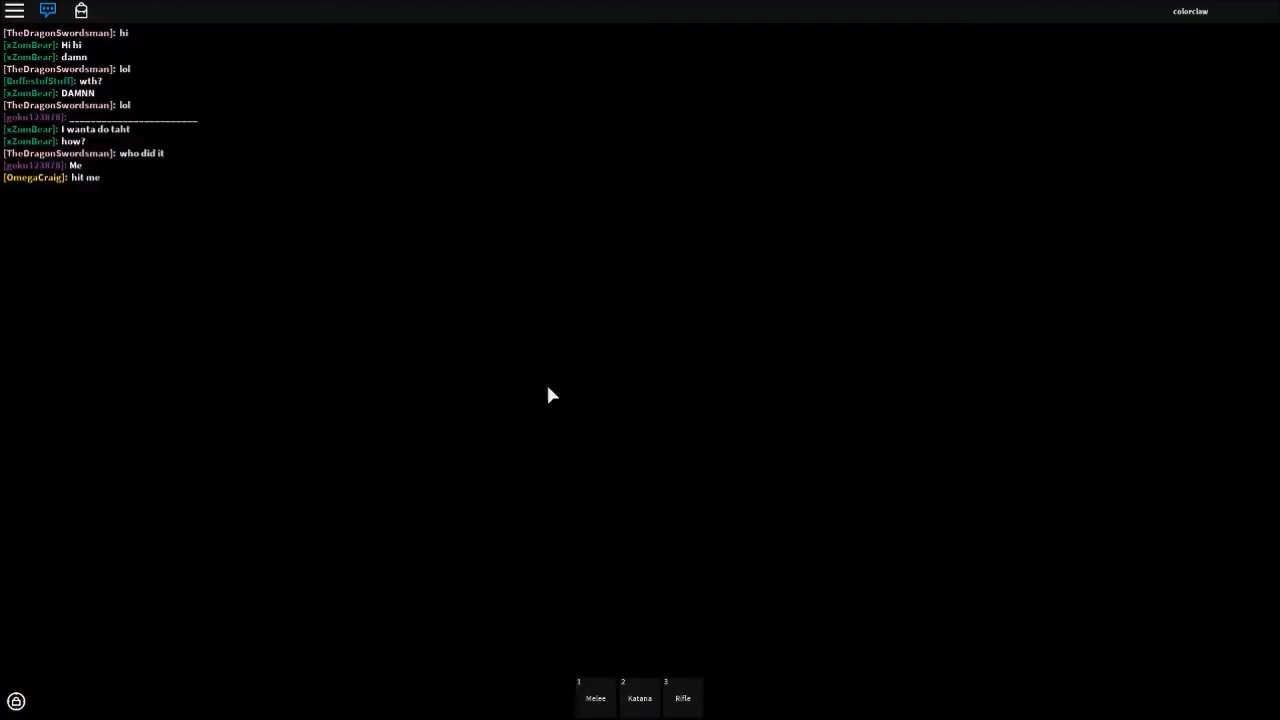 colorclaw
[TheDragonSwordsman]: hi
[xZomBear]: Hi hi
[xZomBear]: damn
[TheDragonSwordsman]: lol
[BuffestofStuff]: wth?
[xZomBear]: DAMNN
[TheDragonSwordsman]: lol
[goku123878]: ________________________
[xZomBear]: I wanta do taht
[xZomBear]: how?
[TheDragonSwordsman]: who did it
[goku123878]: Me
[OmegaCraig]: hit me
1 2 3
Melee Katana Rifle